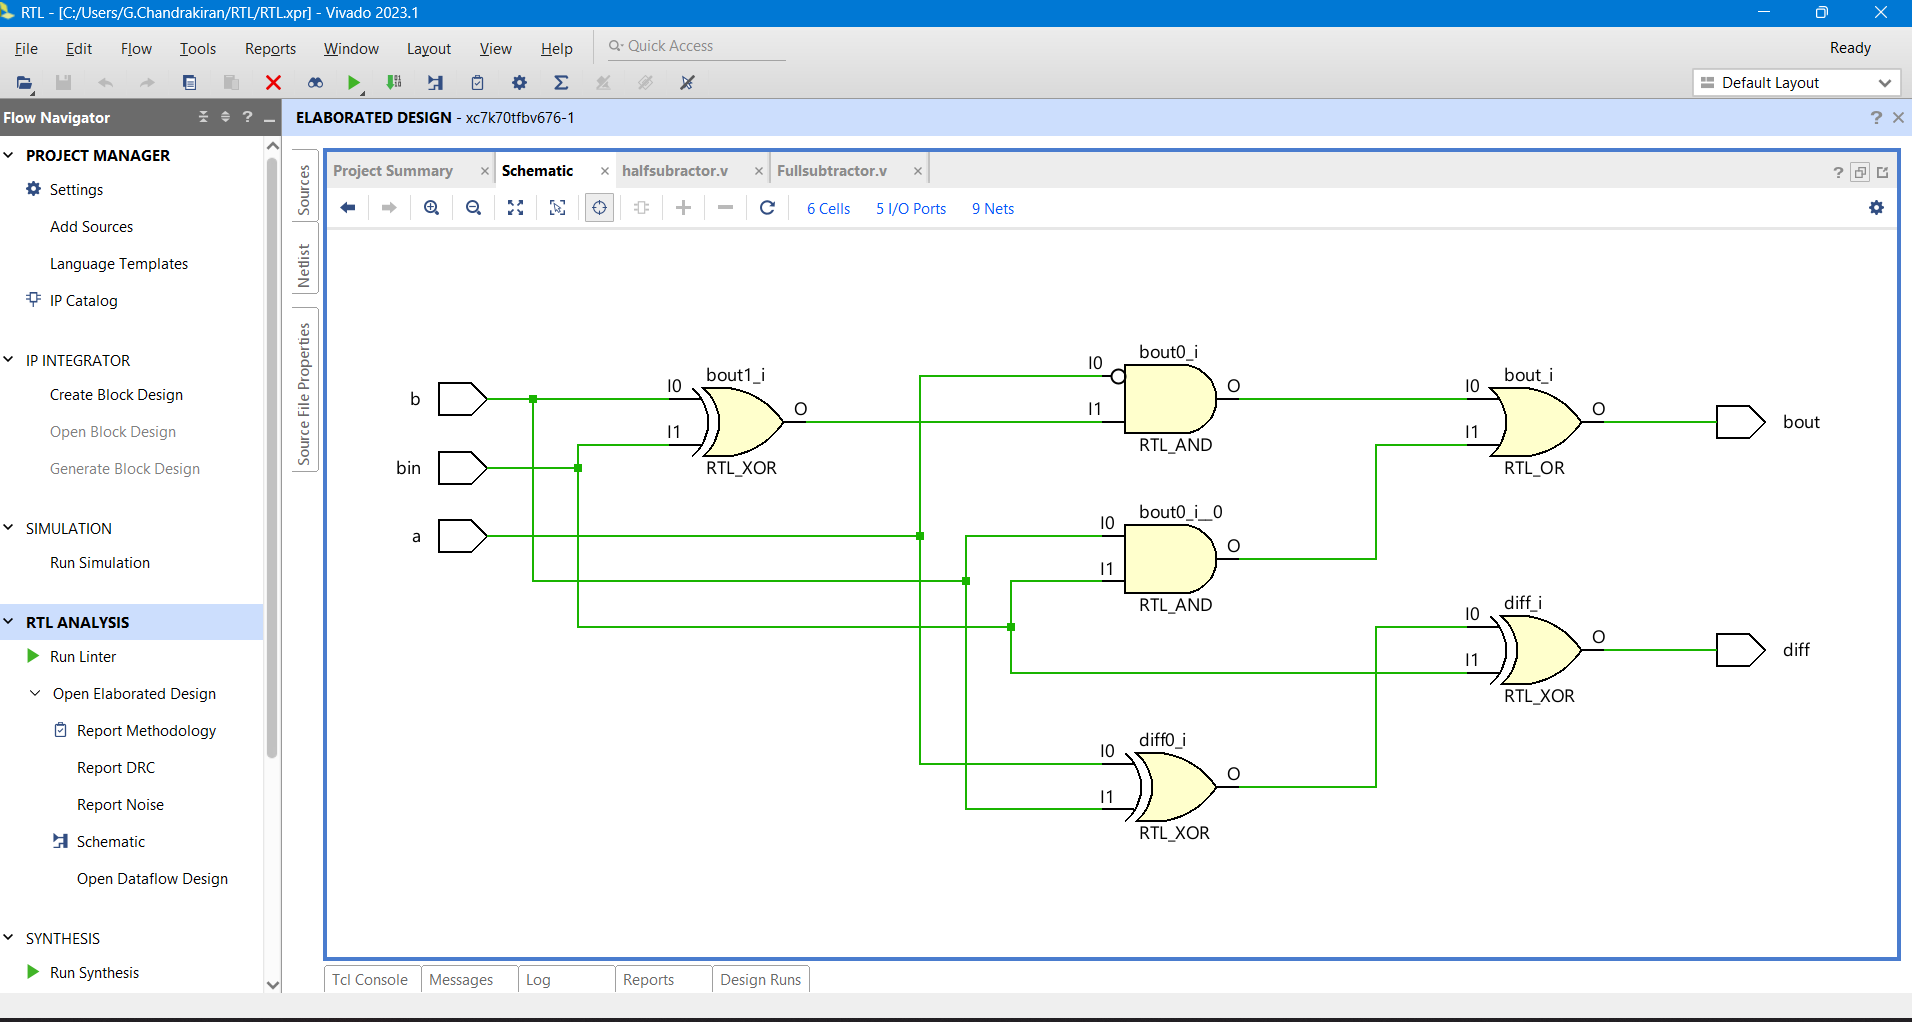 RTL - [C:/Users/G.Chandrakiran/RTL/RTL.xpr] - Vivado 2023.1
File Edit Flow Tools Reports Window Layout View Help Quick Access Ready
Default Layout
Flow Navigator
PROJECT MANAGER
Settings
Add Sources
Language Templates
IP Catalog
IP INTEGRATOR
Create Block Design
Open Block Design
Generate Block Design
SIMULATION
Run Simulation
RTL ANALYSIS
Run Linter
Open Elaborated Design
Report Methodology
Report DRC
Report Noise
Schematic
Open Dataflow Design
SYNTHESIS
Run Synthesis
ELABORATED DESIGN - xc7k70tfbv676-1
Sources
Netlist
Source File Properties
Project Summary Schematic halfsubractor.v Fullsubtractor.v
6 Cells 5 I/O Ports 9 Nets
b
bin
a
bout1_i
I0
I1
O
RTL_XOR
bout0_i
I0
I1
O
RTL_AND
bout0_i__0
I0
I1
O
RTL_AND
diff0_i
I0
I1
O
RTL_XOR
bout_i
I0
I1
O
RTL_OR
bout
diff_i
I0
I1
O
RTL_XOR
diff
Tcl Console Messages Log Reports Design Runs